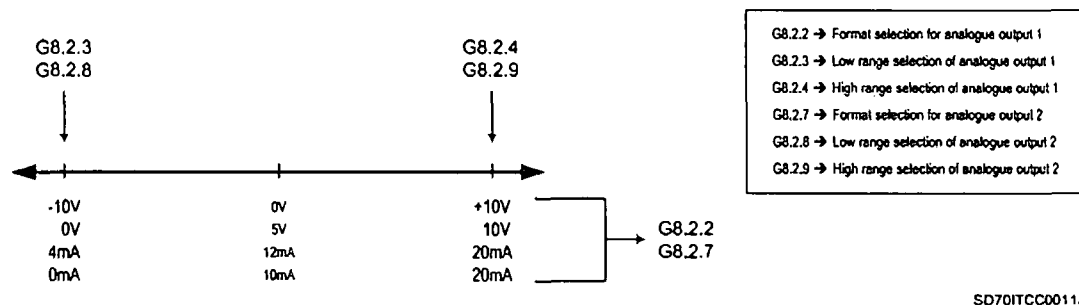 G8.2.3
G8.2.8
G8.2.4
G8.2.9
-10V 0V +10V
0V 5V 10V
4mA 12mA 20mA
0mA 10mA 20mA
G8.2.2
G8.2.7
G8.2.2 → Format selection for analogue output 1
G8.2.3 → Low range selection of analogue output 1
G8.2.4 → High range selection of analogue output 1
G8.2.7 → Format selection for analogue output 2
G8.2.8 → Low range selection of analogue output 2
G8.2.9 → High range selection of analogue output 2